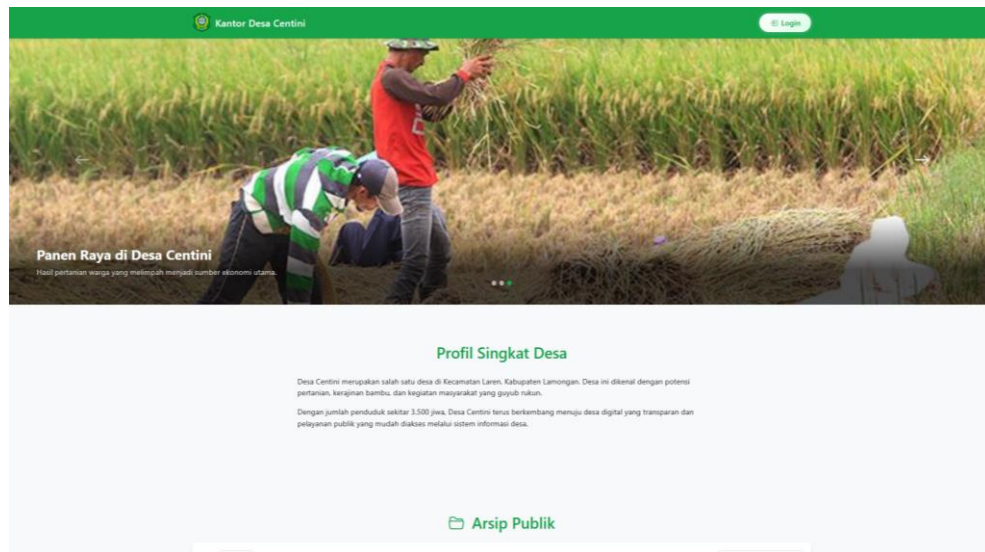 Kantor Desa Centini
Login
Panen Raya di Desa Centini
Hasil pertanian warga yang melimpah menjadi sumber ekonomi utama.
Profil Singkat Desa
Desa Centini merupakan salah satu desa di Kecamatan Laren, Kabupaten Lamongan. Desa ini dikenal dengan potensi
pertanian, kerajinan bambu, dan kegiatan masyarakat yang guyub rukun.
Dengan jumlah penduduk sekitar 3.500 jiwa, Desa Centini terus berkembang menuju desa digital yang transparan dan
pelayanan publik yang mudah diakses melalui sistem informasi desa.
Arsip Publik